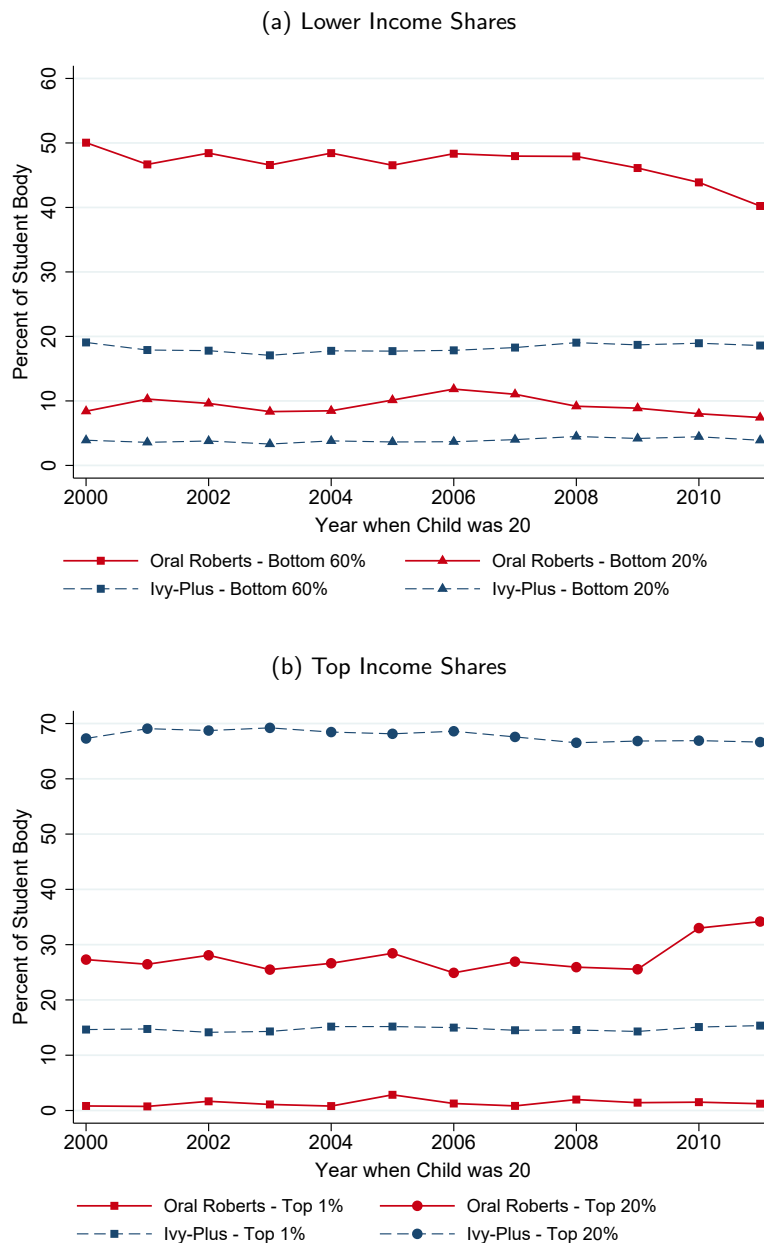 (a) Lower Income Shares
60
50
40
30
20
10
0
Percent of Student Body
2000 2002 2004 2006 2008 2010
Year when Child was 20
Oral Roberts - Bottom 60% Oral Roberts - Bottom 20%
Ivy-Plus - Bottom 60% Ivy-Plus - Bottom 20%
(b) Top Income Shares
70
60
50
40
30
20
10
0
Percent of Student Body
2000 2002 2004 2006 2008 2010
Year when Child was 20
Oral Roberts - Top 1% Oral Roberts - Top 20%
Ivy-Plus - Top 1% Ivy-Plus - Top 20%